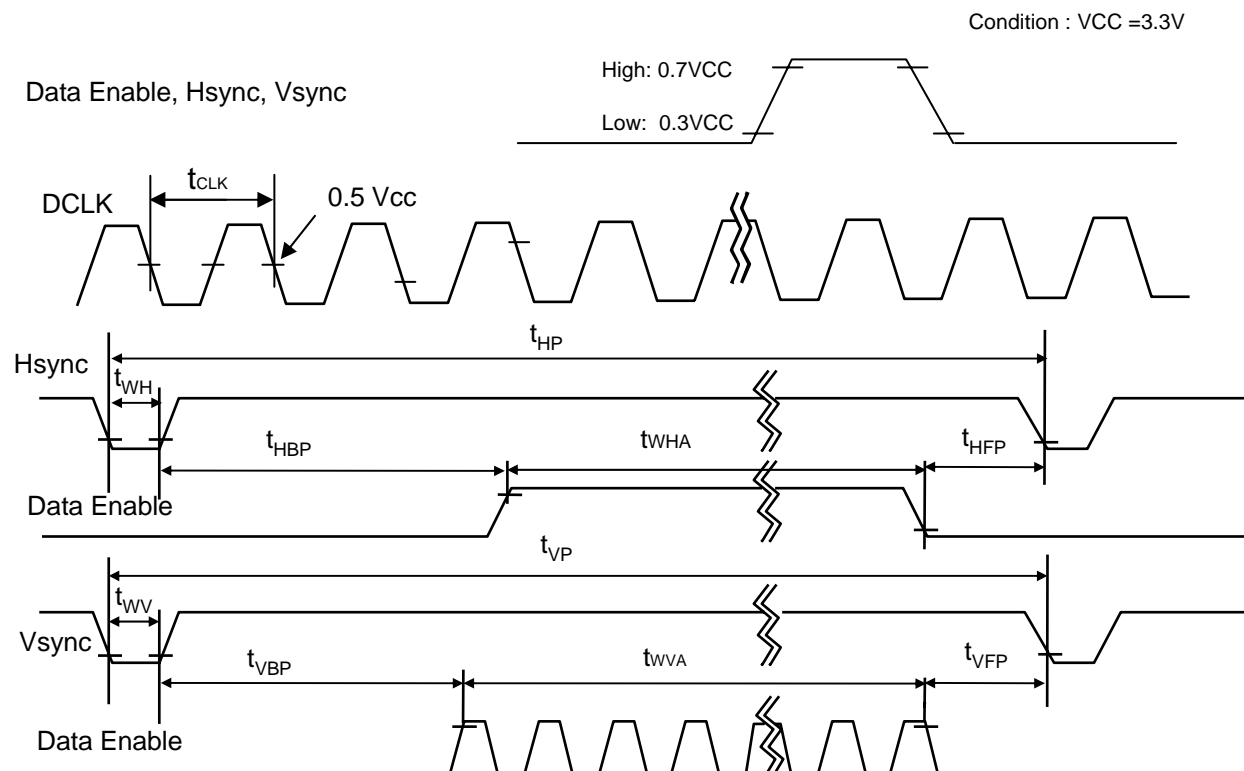 Condition : VCC =3.3V
High: 0.7VCC
Data Enable, Hsync, Vsync
Low: 0.3VCC
tCLK
DCLK
0.5 Vcc
tHP
Hsync
tWH
tHBP
tWHA
tHFP
Data Enable
tVP
tWV
Vsync
tVBP
tWVA
tVFP
Data Enable